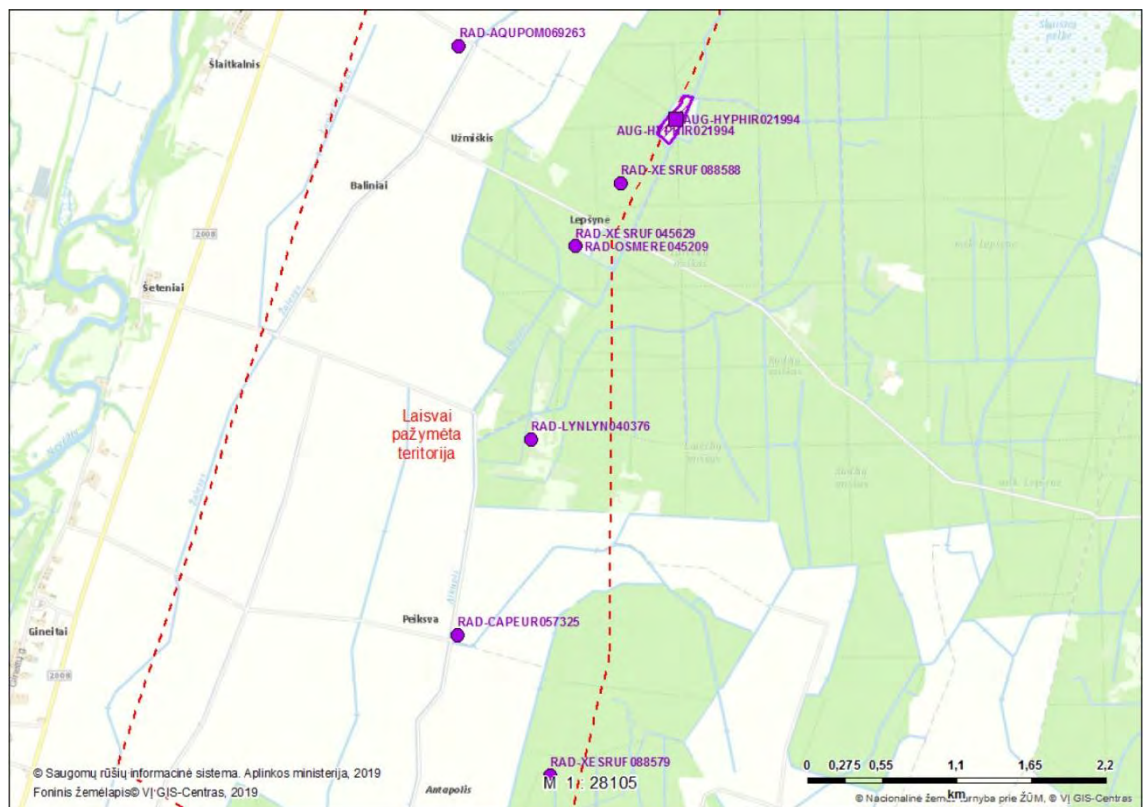 RAD-AQUPOM069263
Šlaitkalnis
AUG-HYPHIR021994
AUG-HYPHIR021994
Užmiškis
RAD-XESRUF088588
Baliniai
Lepšynė
2008
RAD-XESRUF045629
RAD-OSMERE045209
Šeteniai
Laisvai
pažymėta
teritorija
RAD-LYNLYN040376
Peiksva
RAD-CAPEUR057325
Gineitai
2008
RAD-XESRUF088579
M 1 : 28105
Antapolis
© Saugomų rūšių informacinė sistema. Aplinkos ministerija, 2019
Foninis žemėlapis© VĮ GIS-Centras, 2019
0 0,275 0,55 1,1 1,65 2,2
km
© Nacionalinė žemės tarnyba prie ŽŪM, © VĮ GIS-Centras